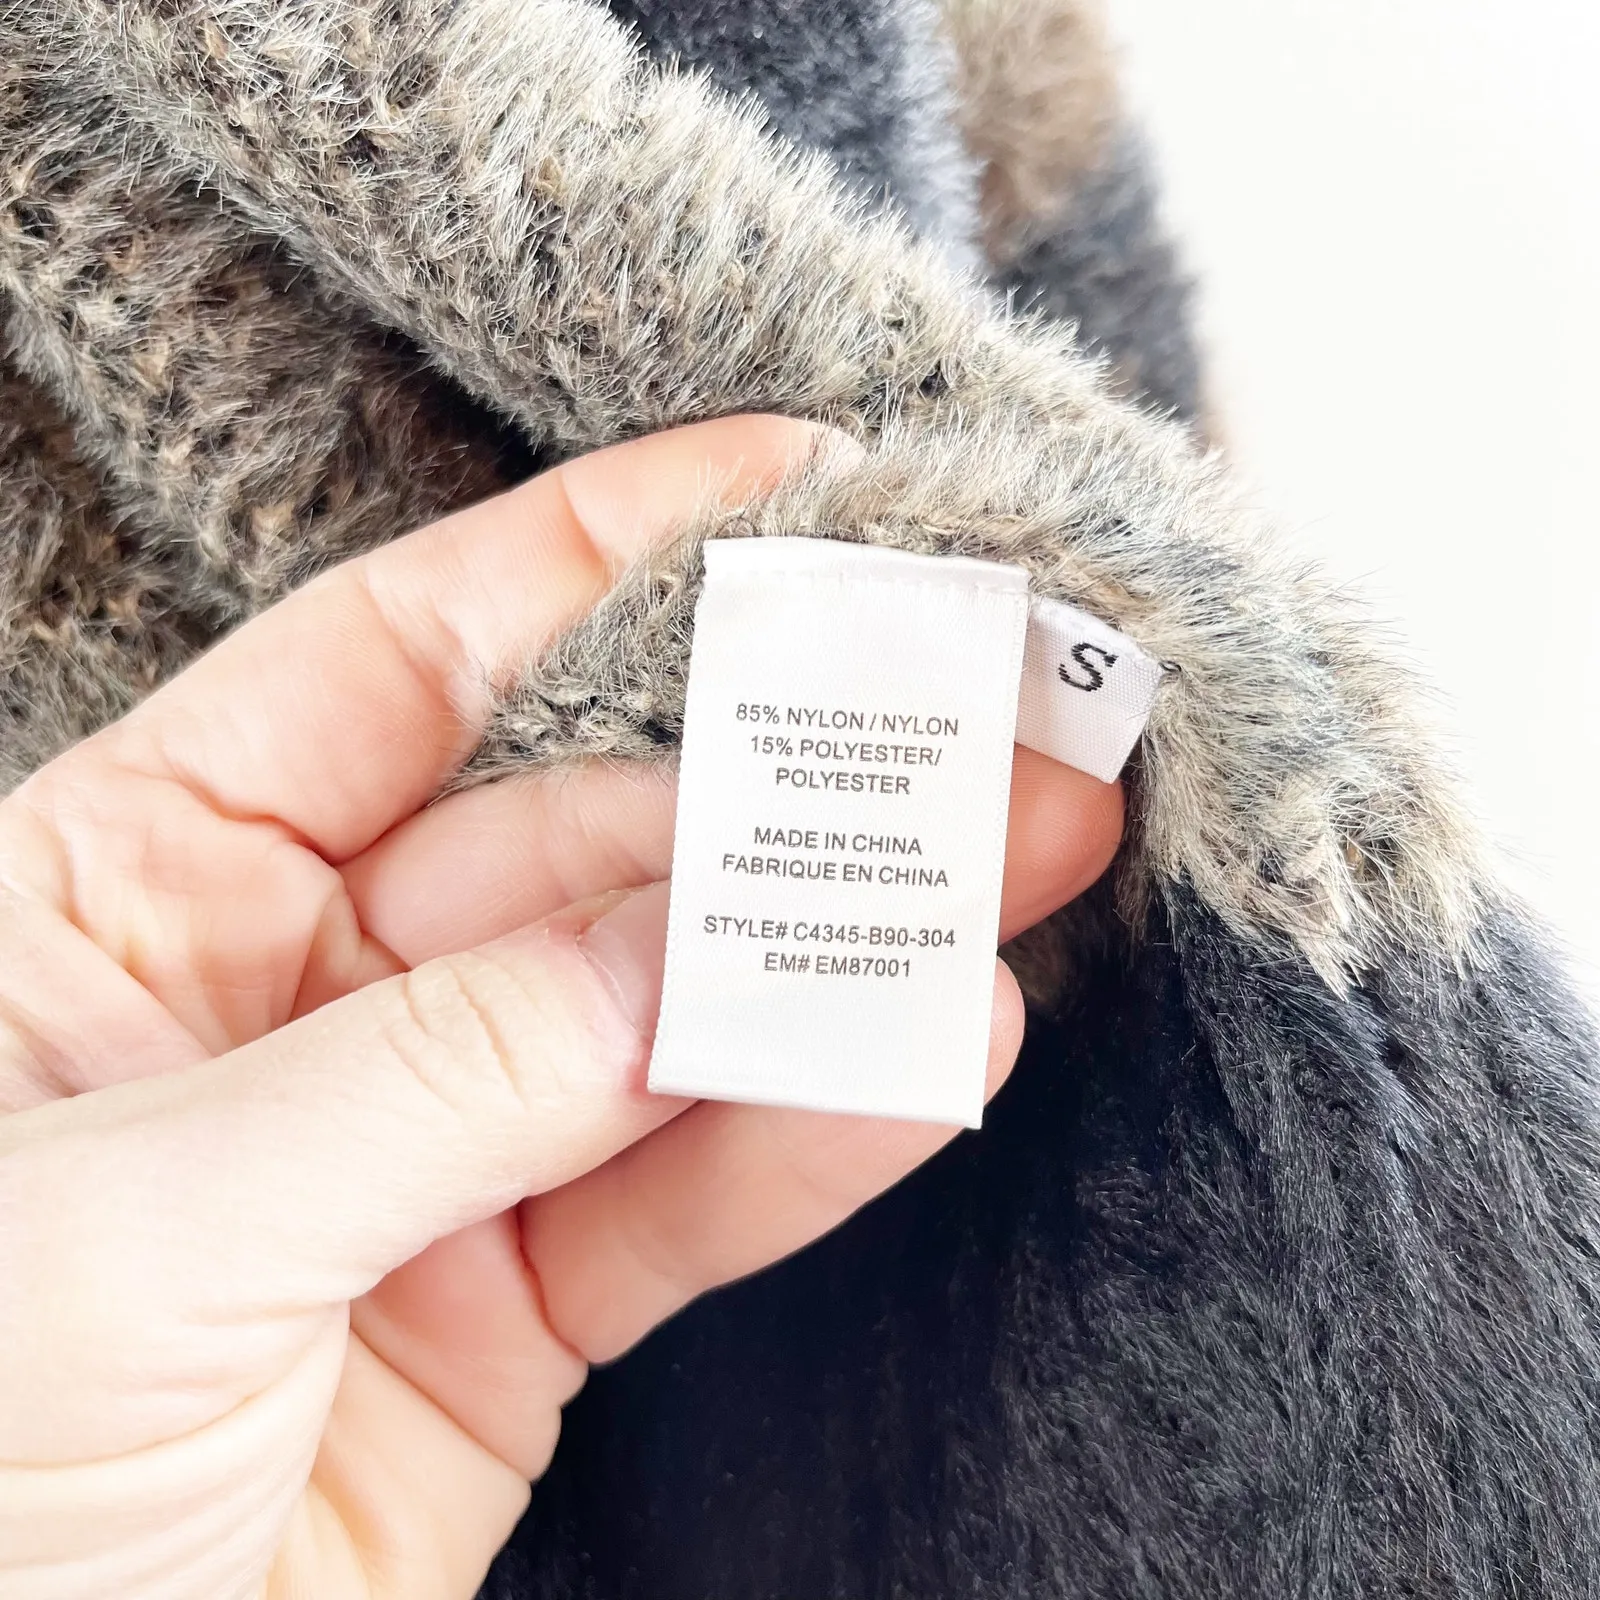 85% NYLON / NYLON
15% POLYESTER/
POLYESTER
MADE IN CHINA
FABRIQUE EN CHINA
STYLE# C4345-B90-304
EM# EM87001
S